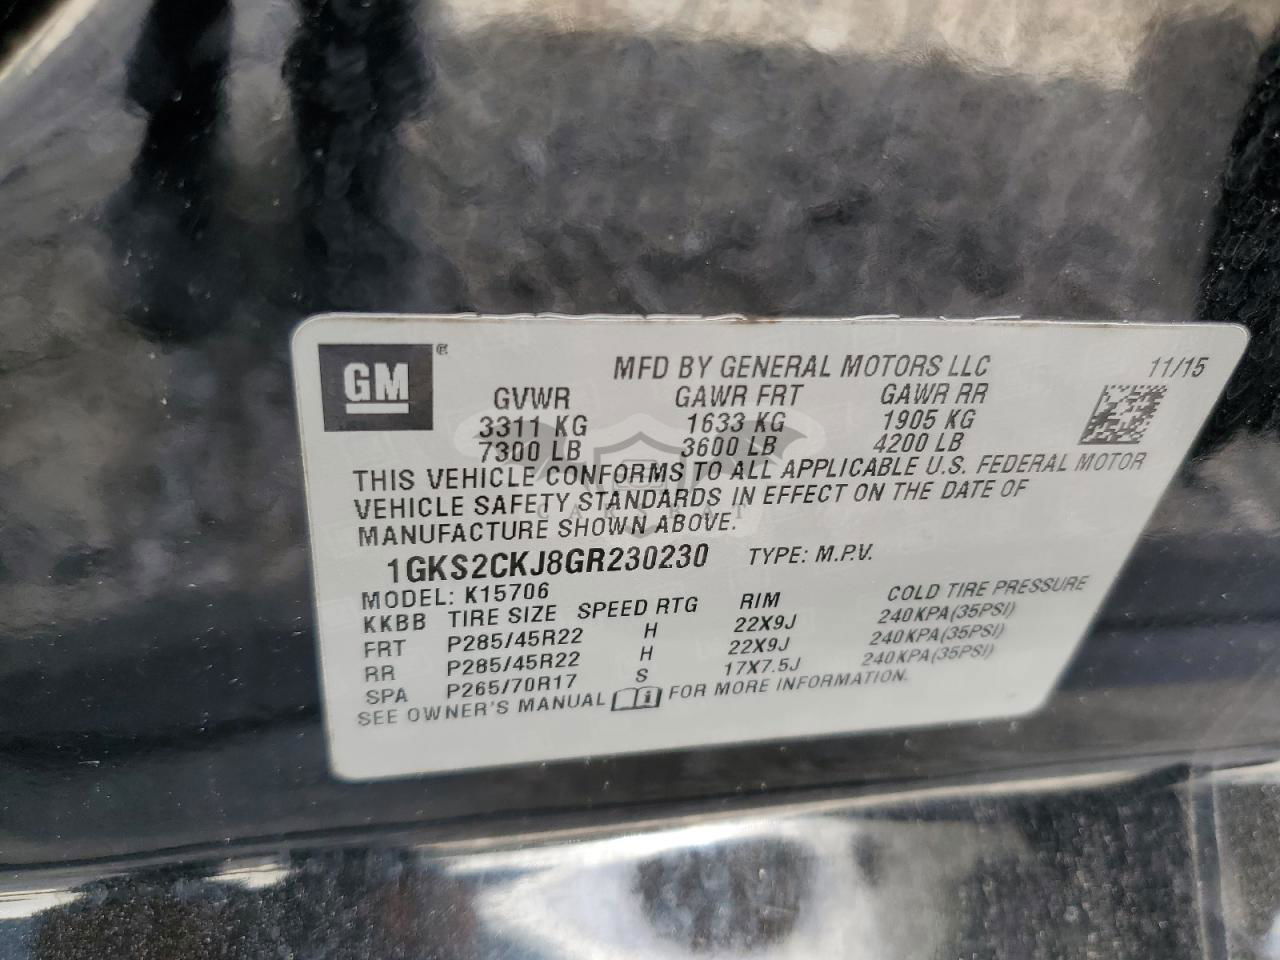 GM ®
MFD BY GENERAL MOTORS LLC 11/15
GVWR GAWR FRT GAWR RR
3311 KG 1633 KG 1905 KG
7300 LB 3600 LB 4200 LB
THIS VEHICLE CONFORMS TO ALL APPLICABLE U.S. FEDERAL MOTOR
VEHICLE SAFETY STANDARDS IN EFFECT ON THE DATE OF
MANUFACTURE SHOWN ABOVE.
1GKS2CKJ8GR230230 TYPE: M.P.V.
MODEL: K15706
KKBB TIRE SIZE SPEED RTG RIM COLD TIRE PRESSURE
FRT P285/45R22 H 22X9J 240KPA(35PSI)
RR P285/45R22 H 22X9J 240KPA(35PSI)
SPA P265/70R17 S 17X7.5J 240KPA(35PSI)
SEE OWNER'S MANUAL i FOR MORE INFORMATION.
CARSRAT